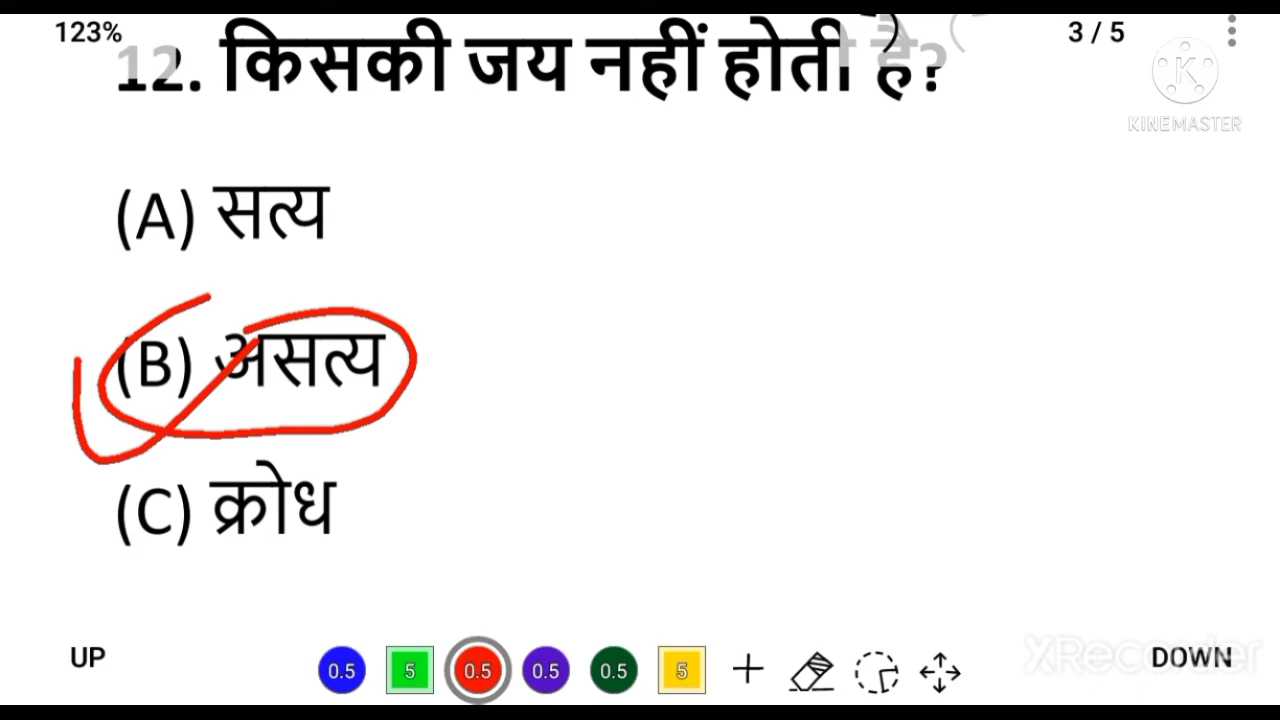 123%
3 / 5
12. किसकी जय नहीं होती है?
KINEMASTER
(A) सत्य
(B) असत्य
(C) क्रोध
UP
0.5 5 0.5 0.5 0.5 5
XRecorder
DOWN